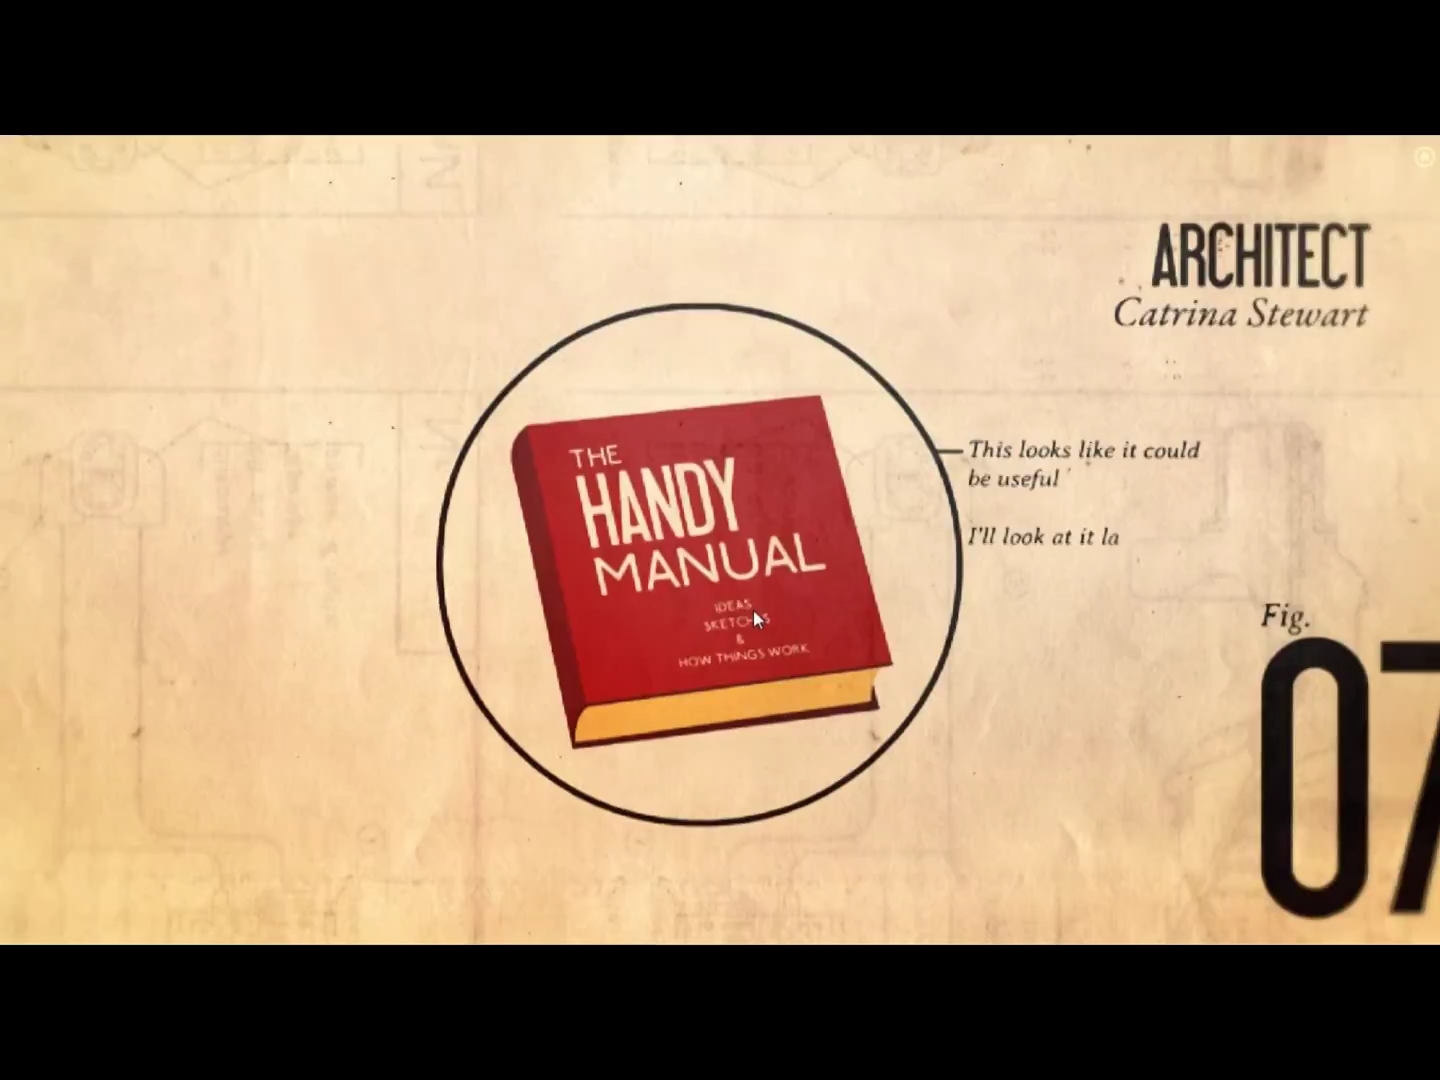 ARCHITECT
Catrina Stewart
THE
HANDY
MANUAL
IDEAS
SKETCHES
&
HOW THINGS WORK
This looks like it could
be useful
I'll look at it la
Fig.
07